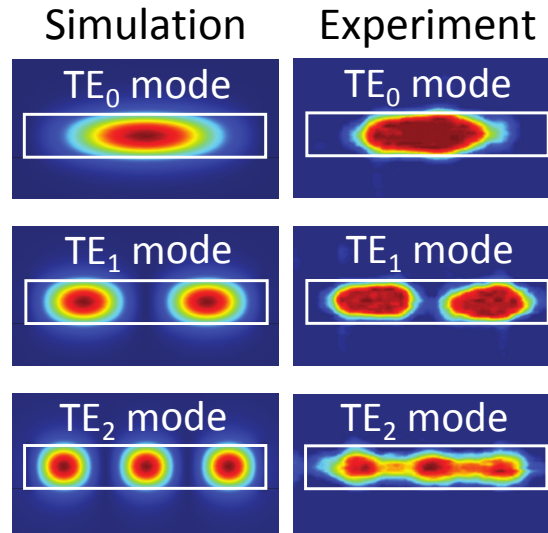 Simulation Experiment
TE₀ mode TE₀ mode
TE₁ mode TE₁ mode
TE₂ mode TE₂ mode